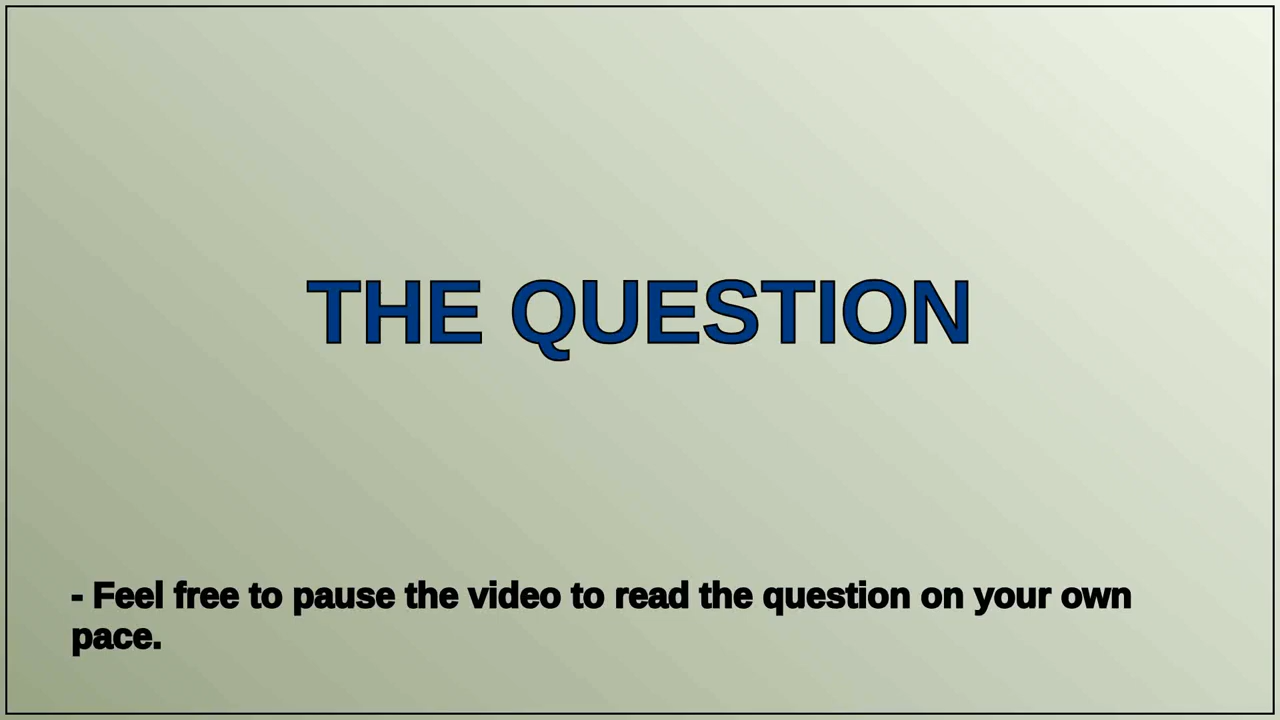 THE QUESTION
- Feel free to pause the video to read the question on your own
pace.